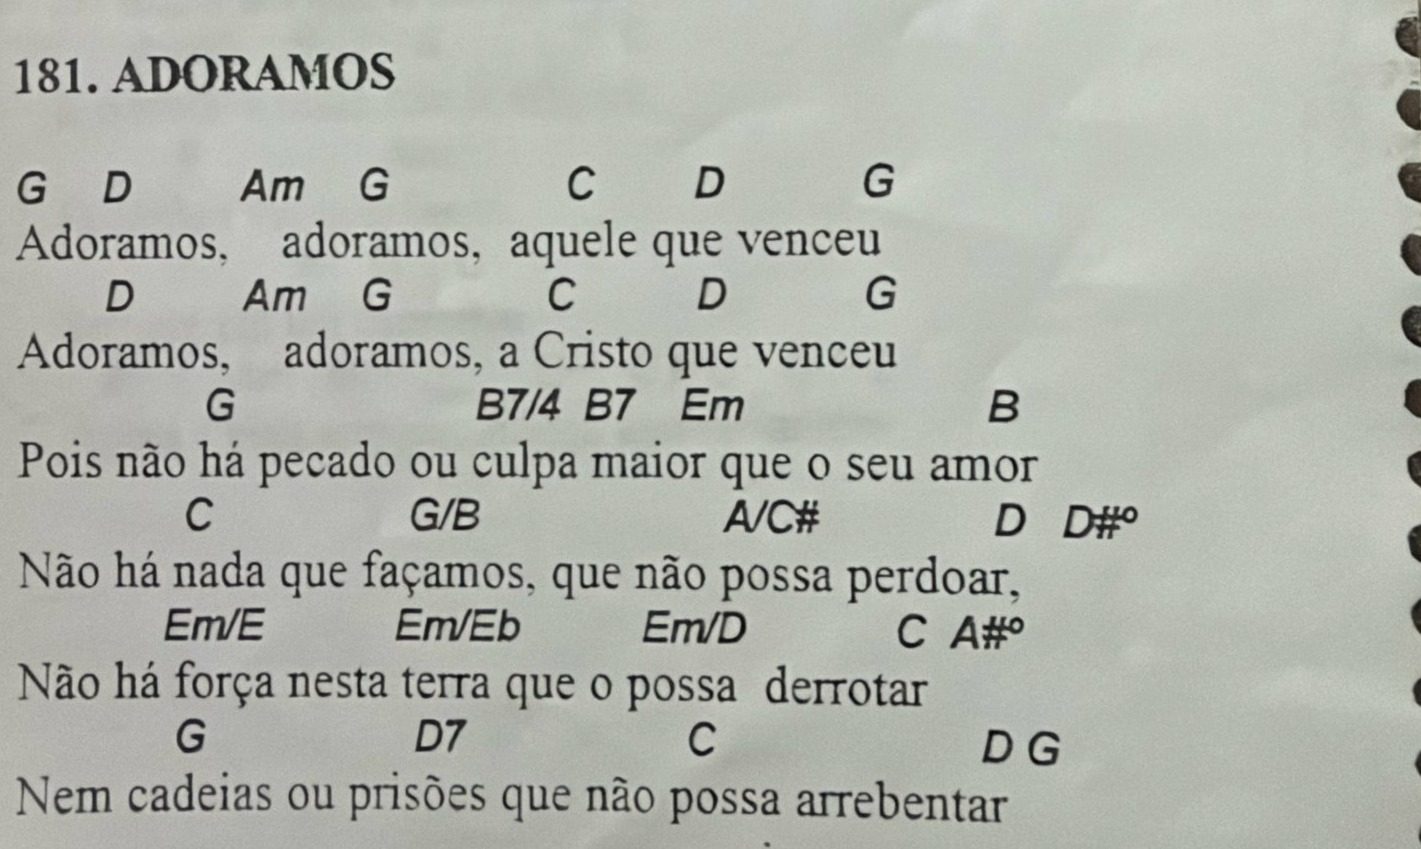 181. ADORAMOS
G D Am G C D G
Adoramos, adoramos, aquele que venceu
D Am G C D G
Adoramos, adoramos, a Cristo que venceu
G B7/4 B7 Em B
Pois não há pecado ou culpa maior que o seu amor
C G/B A/C# D D#º
Não há nada que façamos, que não possa perdoar,
Em/E Em/Eb Em/D C A#º
Não há força nesta terra que o possa derrotar
G D7 C D G
Nem cadeias ou prisões que não possa arrebentar